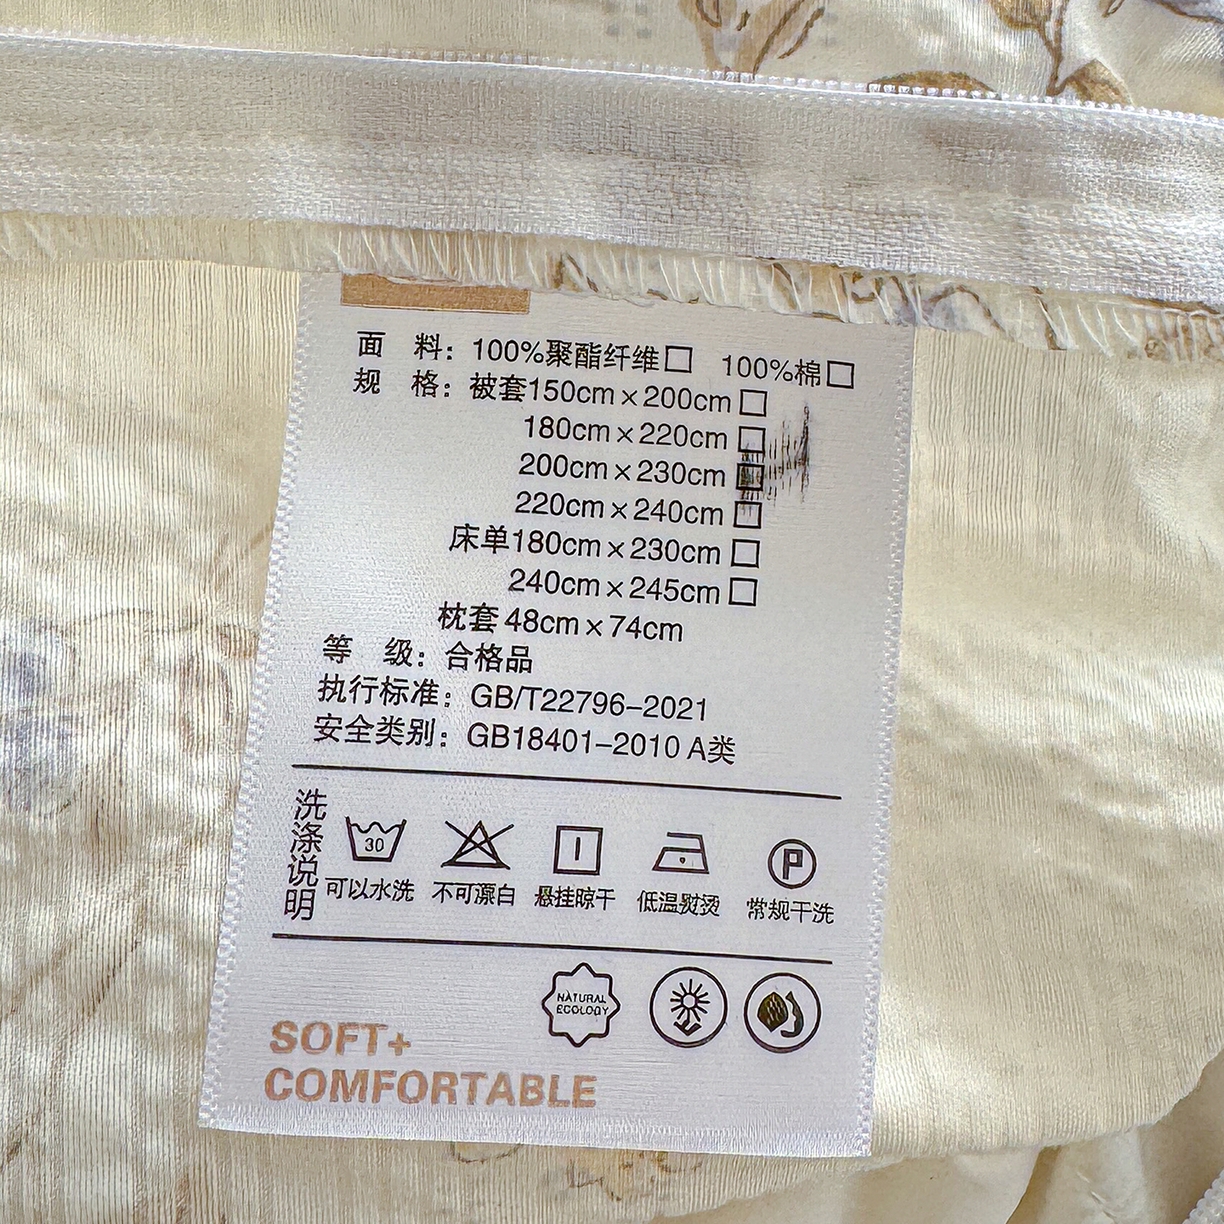 面 料：100%聚酯纤维□ 100%棉□
规 格：被套150cm×200cm□
180cm×220cm□
200cm×230cm□
220cm×240cm□
床单180cm×230cm□
240cm×245cm□
枕套48cm×74cm
等 级：合格品
执行标准：GB/T22796-2021
安全类别：GB18401-2010 A类
洗涤说明
30
P
可以水洗 不可漂白 悬挂晾干 低温熨烫 常规干洗
NATURAL
ECOLOGY
SOFT+
COMFORTABLE